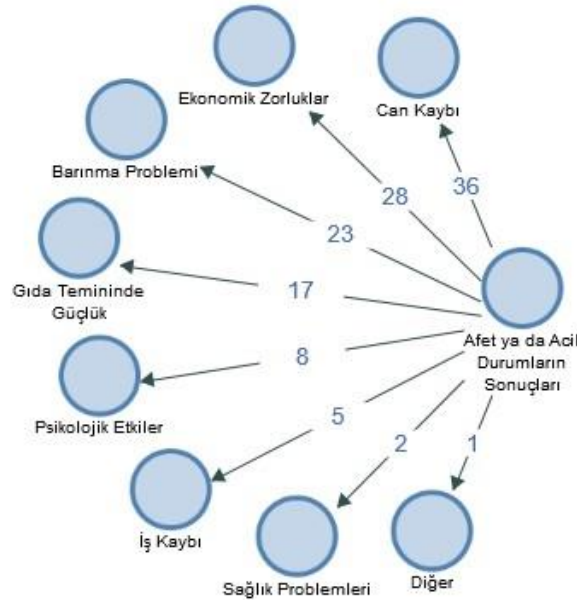 Ekonomik Zorluklar
Can Kaybı
Barınma Problemi
36
28
23
Gıda Temininde
Güçlük
17
Afet ya da Acil
Durumların
Sonuçları
8
Psikolojik Etkiler
5
2
1
İş Kaybı
Sağlık Problemleri
Diğer